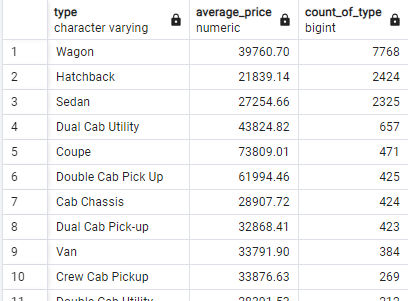 type average_price count_of_type
character varying numeric bigint
1 Wagon 39760.70 7768
2 Hatchback 21839.14 2424
3 Sedan 27254.66 2325
4 Dual Cab Utility 43824.82 657
5 Coupe 73809.01 471
6 Double Cab Pick Up 61994.46 425
7 Cab Chassis 28907.72 424
8 Dual Cab Pick-up 32868.41 423
9 Van 33791.90 384
10 Crew Cab Pickup 33876.63 269
11 Double Cab Utility